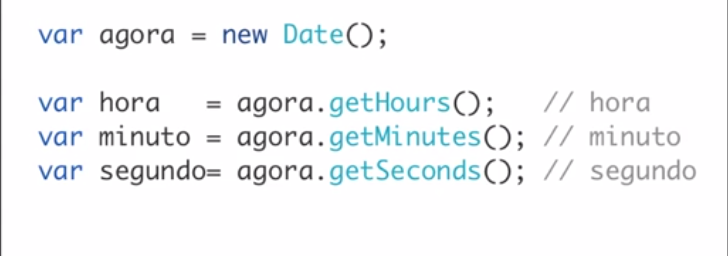 var agora = new Date();
var hora   = agora.getHours();   // hora
var minuto = agora.getMinutes(); // minuto
var segundo= agora.getSeconds(); // segundo